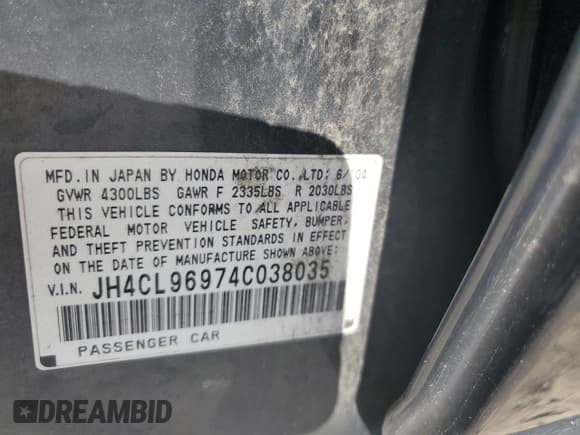 MFD. IN JAPAN BY HONDA MOTOR CO.,LTD: 6/04
GVWR 4300LBS GAWR F 2335LBS R 2030LBS
THIS VEHICLE CONFORMS TO ALL APPLICABLE
FEDERAL MOTOR VEHICLE SAFETY, BUMPER,
AND THEFT PREVENTION STANDARDS IN EFFECT
ON THE DATE OF MANUFACTURE SHOWN ABOVE.
V.I.N. JH4CL96974C038035
PASSENGER CAR
DREAMBID